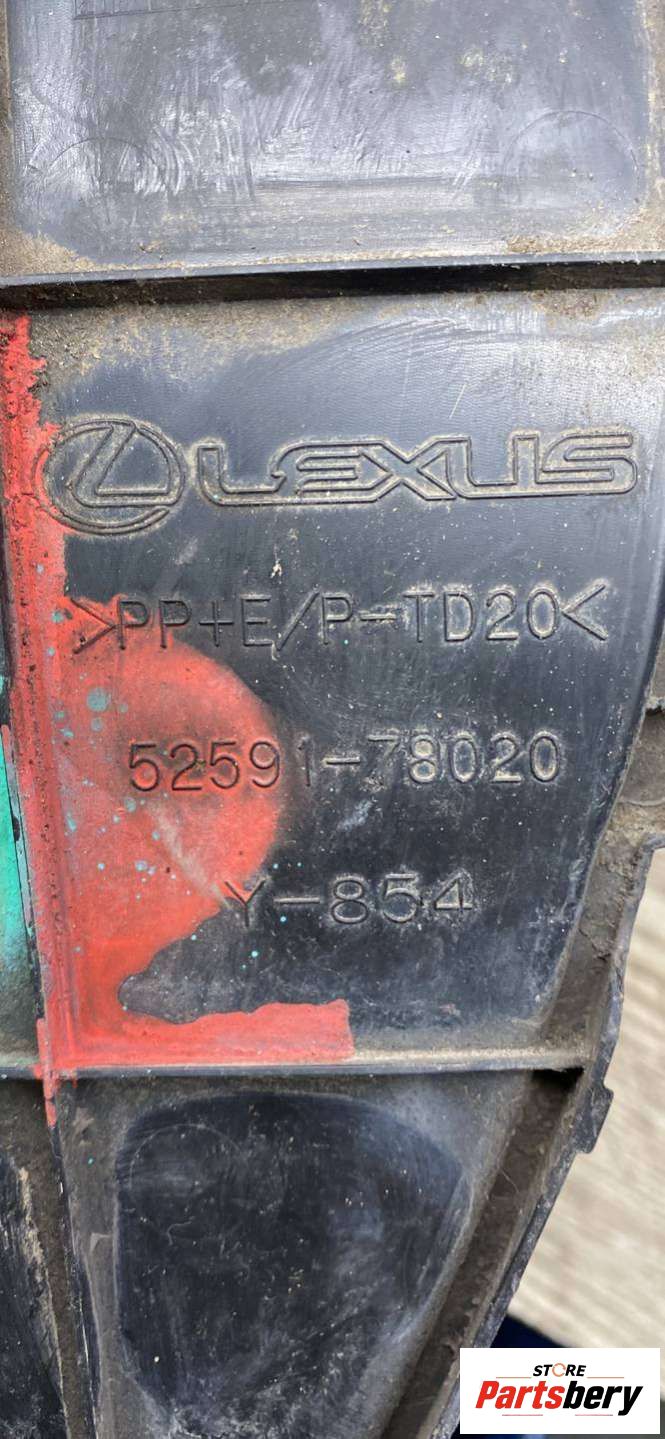 LEXUS
>PP+E/P-TD20<
52591-78020
Y-854
STORE
Partsbery